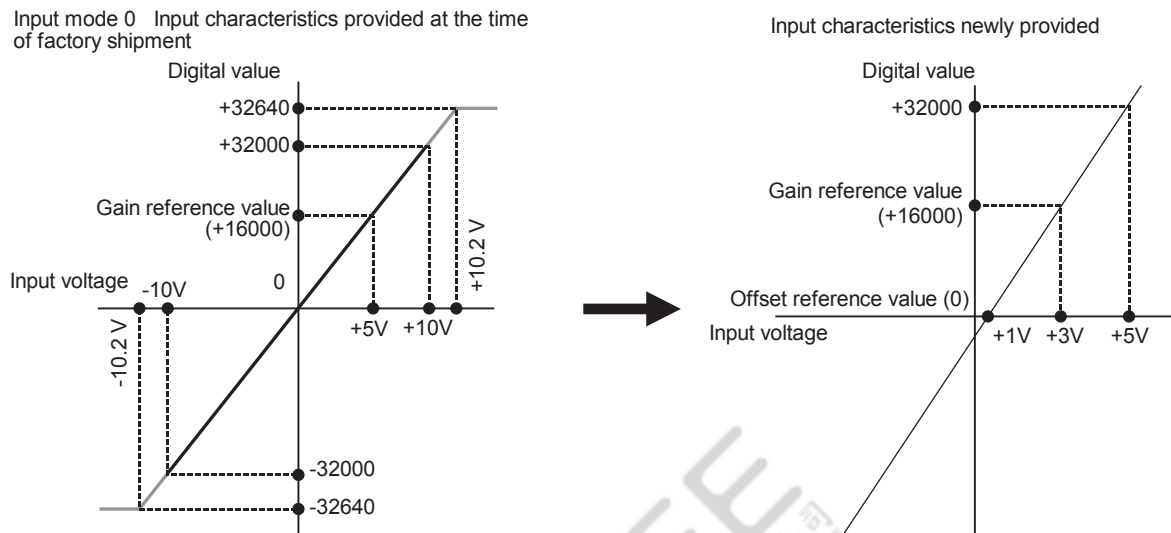 Input mode 0 Input characteristics provided at the time
of factory shipment
Digital value
+32640
+32000
Gain reference value
(+16000)
+10.2 V
Input voltage
-10V
0
+5V
+10V
-10.2 V
-32000
-32640
Input characteristics newly provided
Digital value
+32000
Gain reference value
(+16000)
Offset reference value (0)
Input voltage
+1V
+3V
+5V